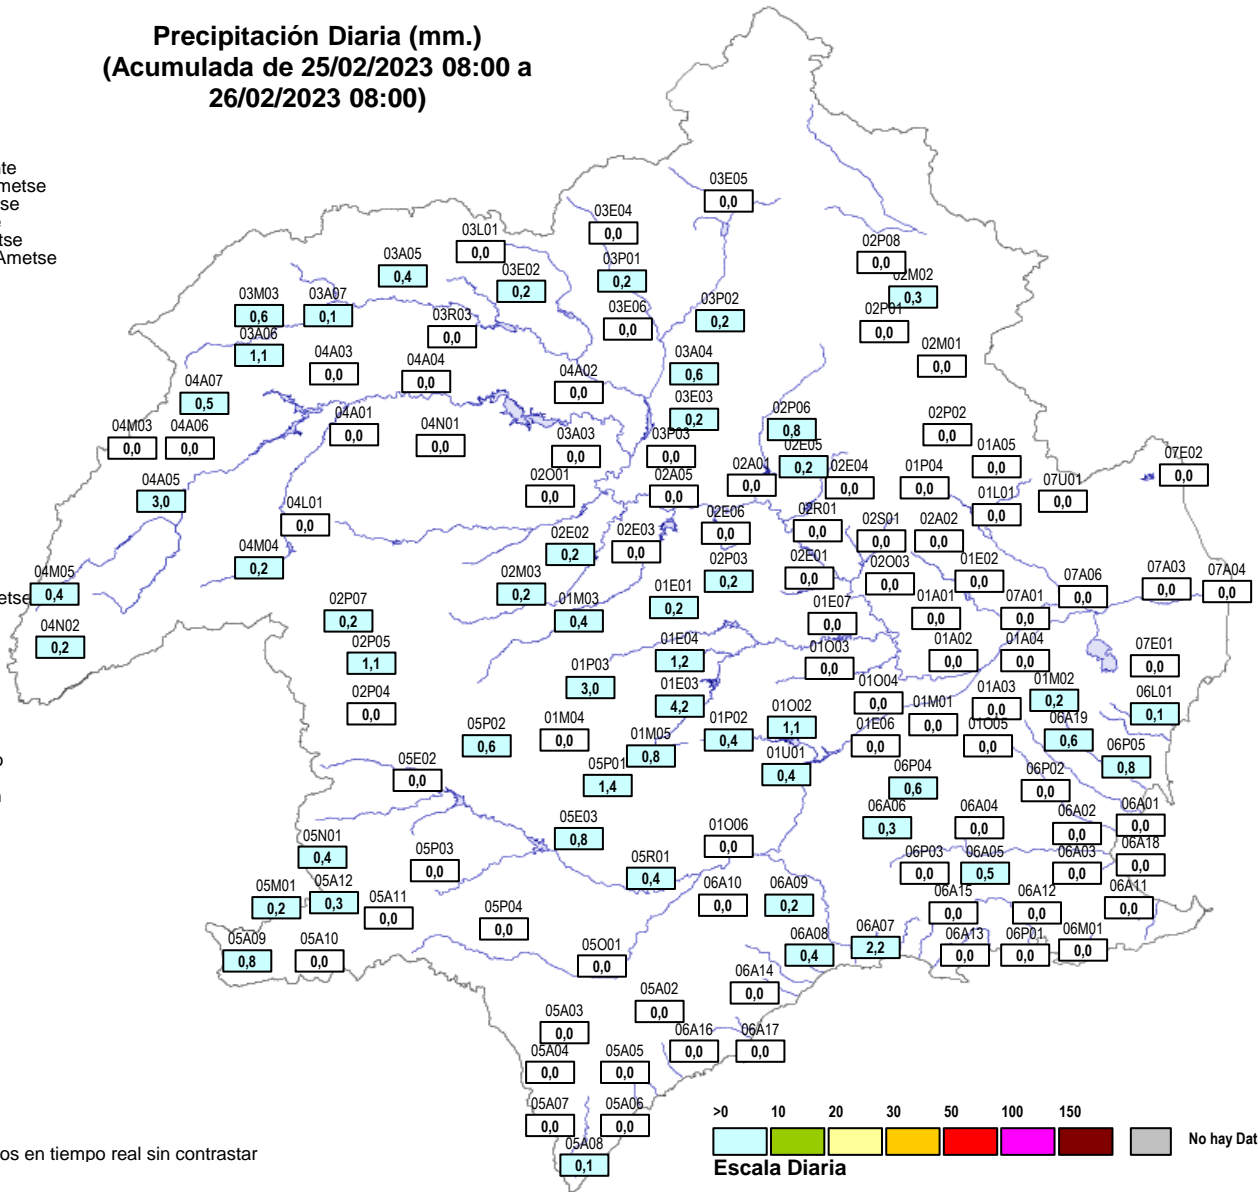 Precipitación Diaria (mm.)
(Acumulada de 25/02/2023 08:00 a
26/02/2023 08:00)
03E05
0,0
03E04
0,0
03L01
0,0
03A05
0,4
03E02
0,2
03P01
0,2
02P08
0,0
02M02
0,3
03M03
0,6
03A07
0,1
03R03
0,0
03E06
0,0
03P02
0,2
02P01
0,0
03A06
1,1
04A03
0,0
04A04
0,0
04A02
0,0
03A04
0,6
02M01
0,0
04A07
0,5
03E03
0,2
04M03
0,0
04A06
0,0
04A01
0,0
04N01
0,0
03A03
0,0
03P03
0,0
02P06
0,8
02P02
0,0
02E05
0,2
01A05
0,0
07E02
0,0
04A05
3,0
02O01
0,0
02A05
0,0
02A01
0,0
02E04
0,0
01P04
0,0
07U01
0,0
04L01
0,0
01L01
0,0
02E06
0,0
02R01
0,0
02S01
0,0
02A02
0,0
04M04
0,2
02E02
0,2
02E03
0,0
04M05
0,4
02M03
0,2
02P03
0,2
02E01
0,0
02O03
0,0
01E02
0,0
07A06
0,0
07A03
0,0
07A04
0,0
02P07
0,2
01M03
0,4
01E01
0,2
01E07
0,0
01A01
0,0
07A01
0,0
04N02
0,2
02P05
1,1
01E04
1,2
01O03
0,0
01A02
0,0
01A04
0,0
07E01
0,0
01P03
3,0
02P04
0,0
01E03
4,2
01O04
0,0
01A03
0,0
01M02
0,2
06L01
0,1
05P02
0,6
01M04
0,0
01M05
0,8
01P02
0,4
01O02
1,1
01M01
0,0
01E06
0,0
01O05
0,0
06A19
0,6
05E02
0,0
05P01
1,4
01U01
0,4
06P04
0,6
06P02
0,0
06P05
0,8
05E03
0,8
01O06
0,0
06A06
0,3
06A04
0,0
06A02
0,0
06A01
0,0
05N01
0,4
05P03
0,0
05R01
0,4
06P03
0,0
06A05
0,5
06A03
0,0
06A18
0,0
05M01
0,2
05A12
0,3
05A11
0,0
05P04
0,0
06A10
0,0
06A09
0,2
06A15
0,0
06A12
0,0
06A11
0,0
05A09
0,8
05A10
0,0
05O01
0,0
06A08
0,4
06A07
2,2
06A13
0,0
06P01
0,0
06M01
0,0
06A14
0,0
05A02
0,0
05A03
0,0
06A16
0,0
06A17
0,0
05A04
0,0
05A05
0,0
05A07
0,0
05A06
0,0
05A08
0,1
>0 10 20 30 50 100 150
No hay Dat
Escala Diaria
os en tiempo real sin contrastar